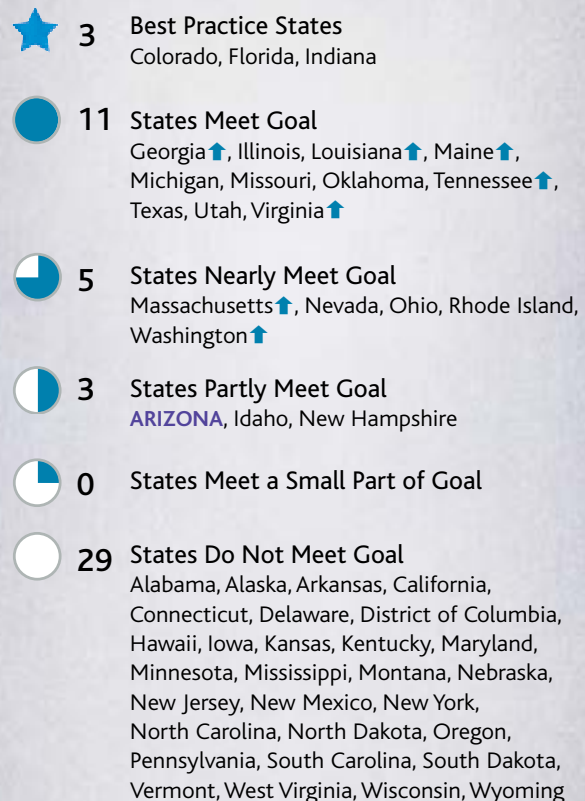 3 Best Practice States
Colorado, Florida, Indiana
11 States Meet Goal
Georgia⬆, Illinois, Louisiana⬆, Maine⬆,
Michigan, Missouri, Oklahoma, Tennessee⬆,
Texas, Utah, Virginia⬆
5 States Nearly Meet Goal
Massachusetts⬆, Nevada, Ohio, Rhode Island,
Washington⬆
3 States Partly Meet Goal
ARIZONA, Idaho, New Hampshire
0 States Meet a Small Part of Goal
29 States Do Not Meet Goal
Alabama, Alaska, Arkansas, California,
Connecticut, Delaware, District of Columbia,
Hawaii, Iowa, Kansas, Kentucky, Maryland,
Minnesota, Mississippi, Montana, Nebraska,
New Jersey, New Mexico, New York,
North Carolina, North Dakota, Oregon,
Pennsylvania, South Carolina, South Dakota,
Vermont, West Virginia, Wisconsin, Wyoming